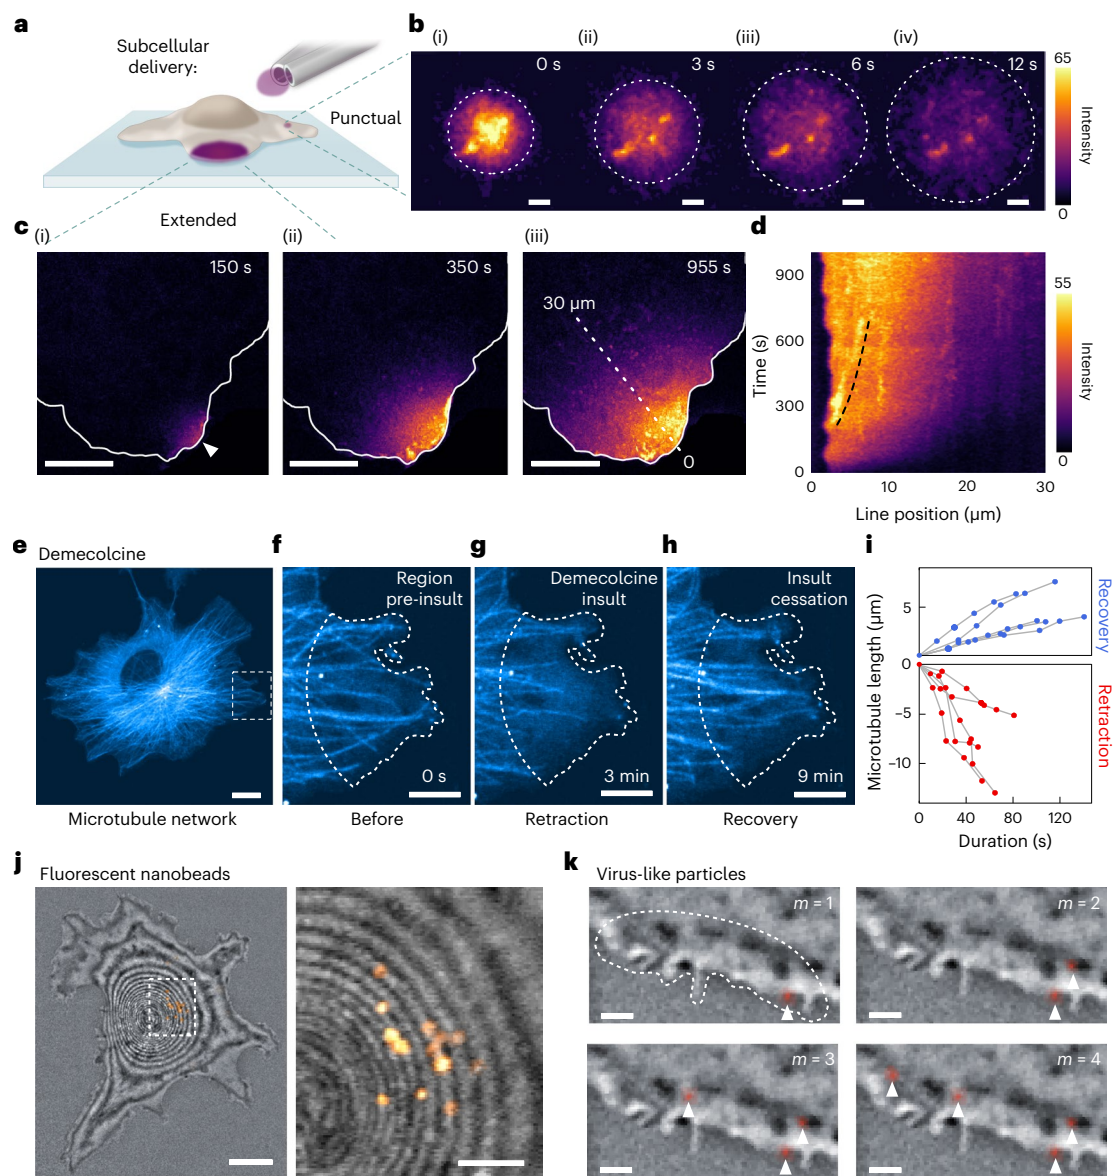 a
Subcellular
delivery:
Punctual
Extended
b
(i)
(ii)
(iii)
(iv)
0 s
3 s
6 s
12 s
65
Intensity
0
c
(i)
(ii)
(iii)
150 s
350 s
955 s
30 µm
0
d
900
600
300
0
Time (s)
0
10
20
30
Line position (µm)
55
Intensity
0
e
Demecolcine
Microtubule network
f
Region
pre-insult
0 s
Before
g
Demecolcine
insult
3 min
Retraction
h
Insult
cessation
9 min
Recovery
i
5
0
–5
–10
Microtubule length (µm)
Recovery
Retraction
0
40
80
120
Duration (s)
j
Fluorescent nanobeads
k
Virus-like particles
m = 1
m = 2
m = 3
m = 4